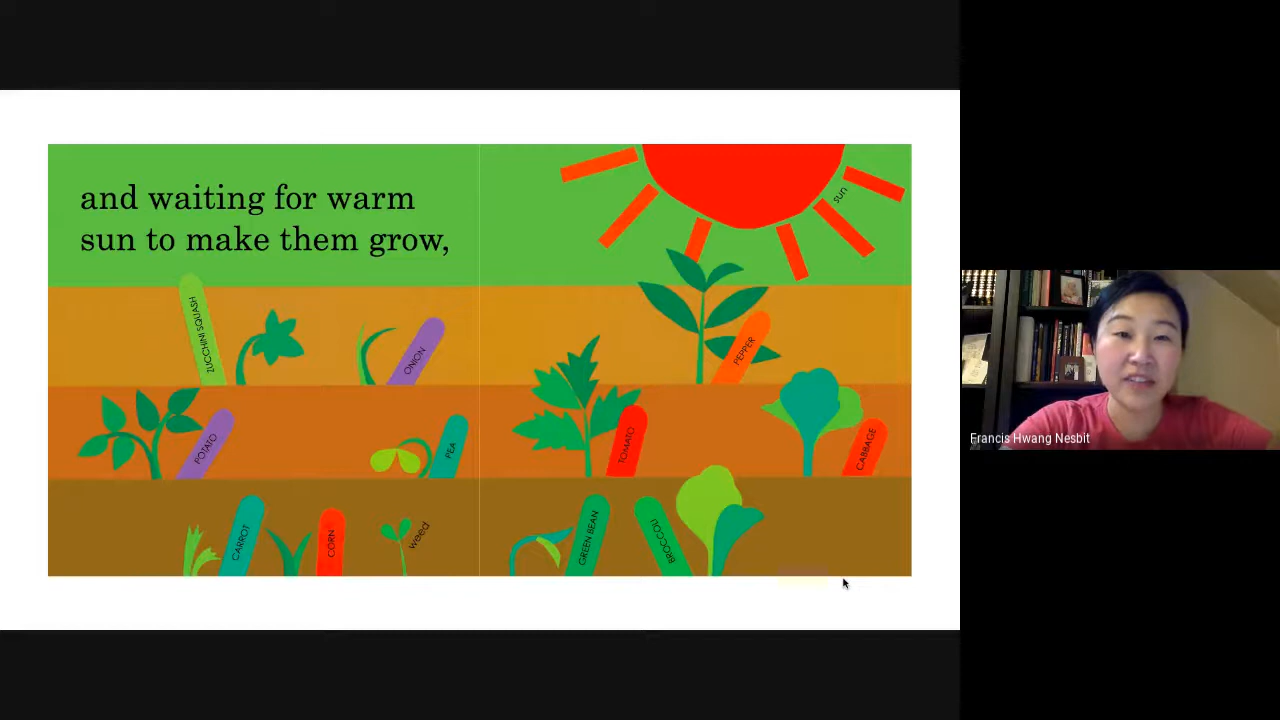 and waiting for warm
sun to make them grow,
sun
ZUCCHINI SQUASH
ONION
PEPPER
POTATO
PEA
TOMATO
CABBAGE
CARROT
CORN
weed
GREEN BEAN
BROCCOLI
Francis Hwang Nesbit